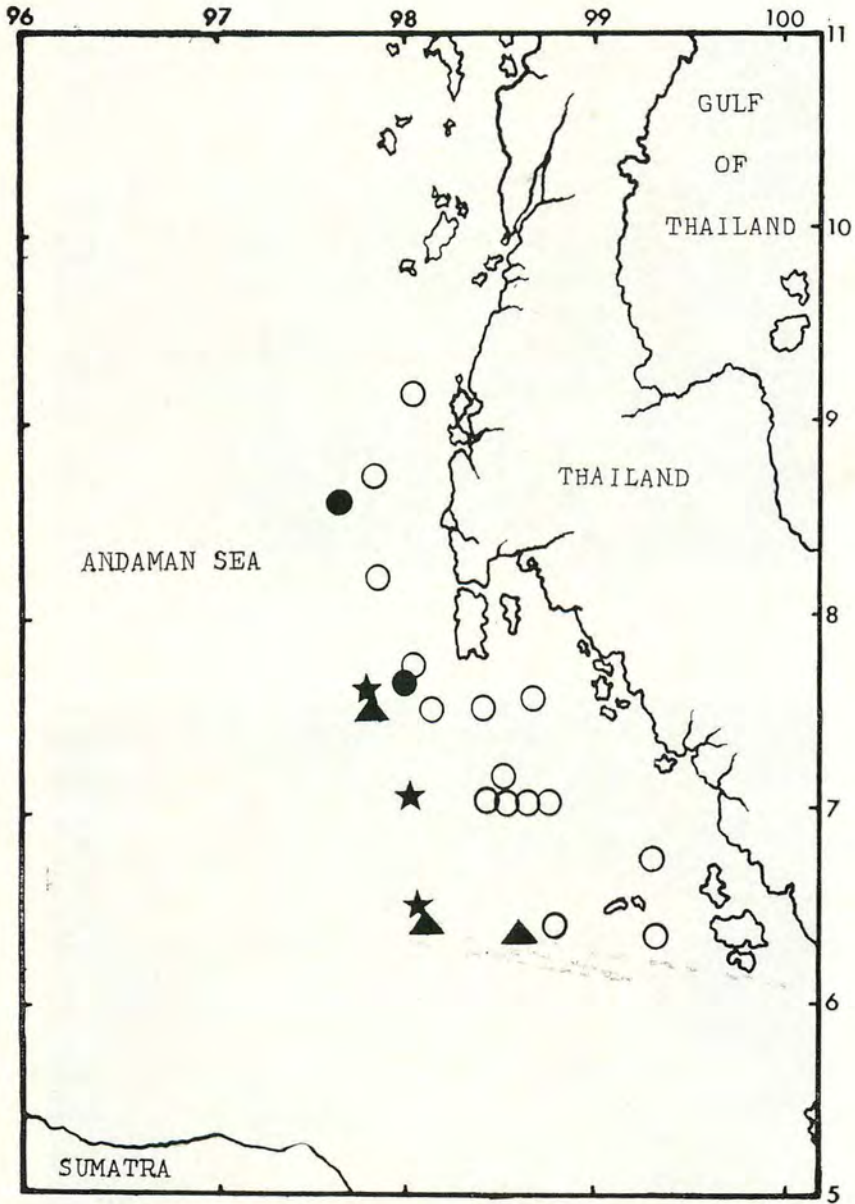 96 97 98 99 100
11
GULF
OF
THAILAND
10
9
THAILAND
ANDAMAN SEA
8
7
6
SUMATRA
5